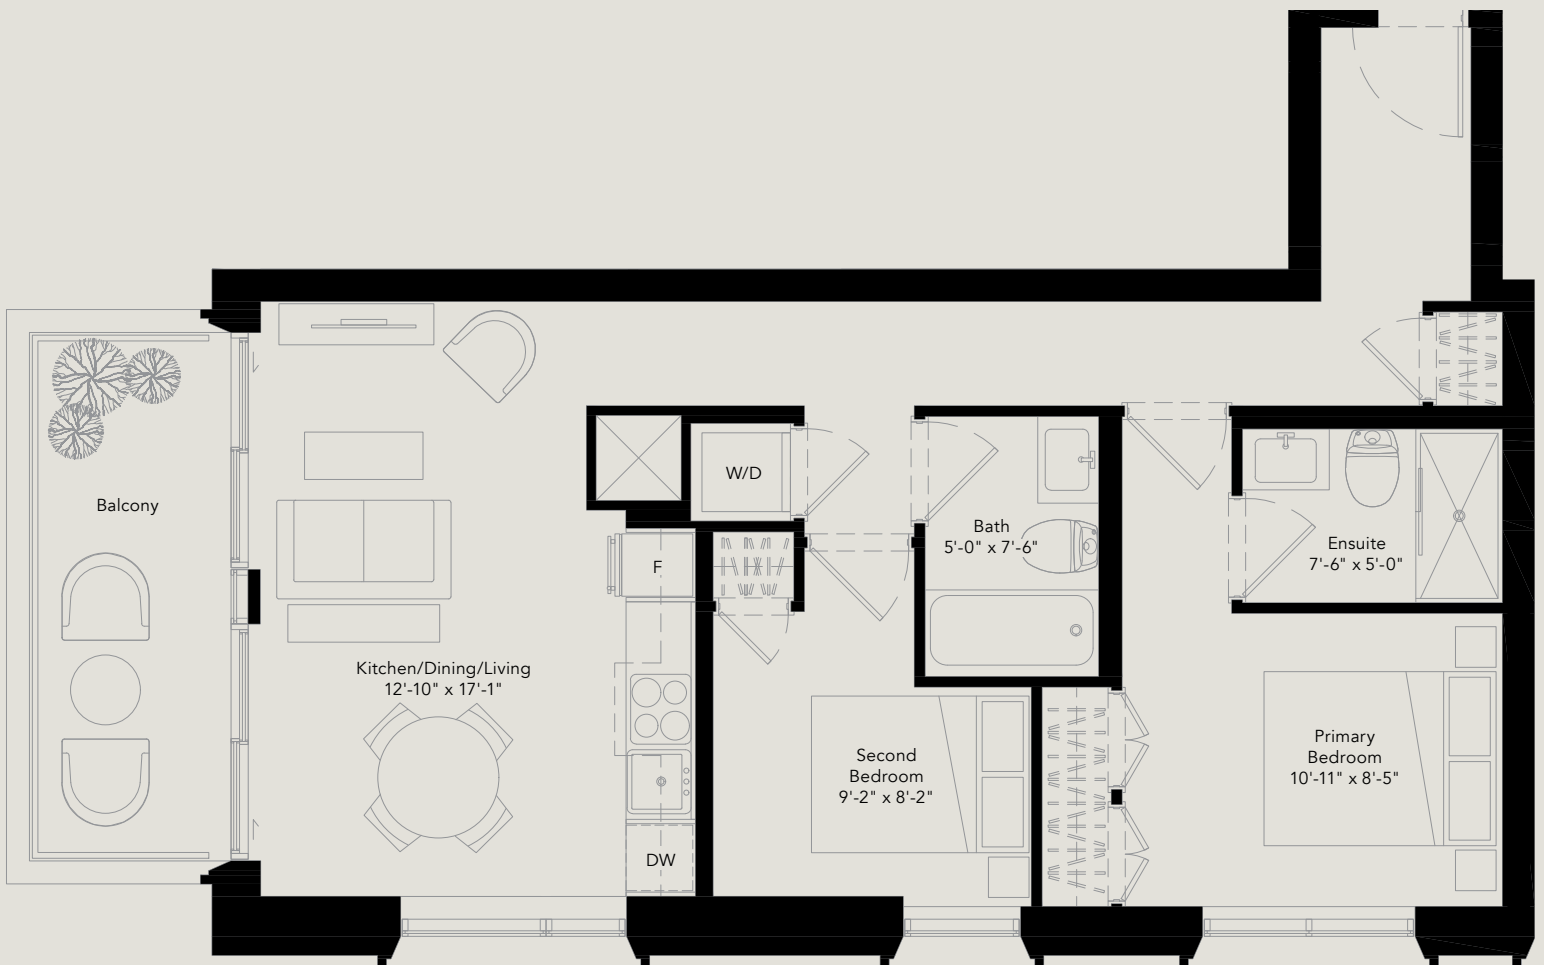 Balcony
Kitchen/Dining/Living
12'-10" x 17'-1"
W/D
F
DW
Bath
5'-0" x 7'-6"
Second
Bedroom
9'-2" x 8'-2"
Ensuite
7'-6" x 5'-0"
Primary
Bedroom
10'-11" x 8'-5"